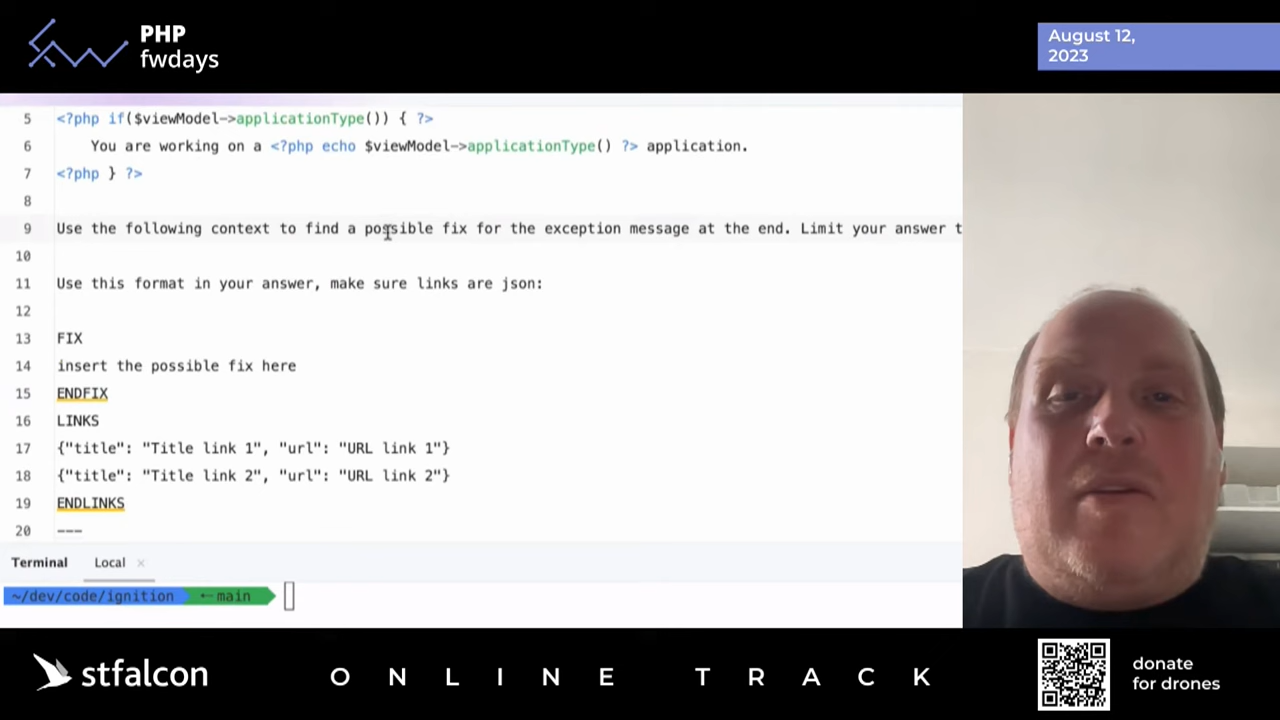 PHP
fwdays
August 12,
2023
5 <?php if($viewModel->applicationType()) { ?>
6 You are working on a <?php echo $viewModel->applicationType() ?> application.
7 <?php } ?>
8
9 Use the following context to find a possible fix for the exception message at the end. Limit your answer t
10
11 Use this format in your answer, make sure links are json:
12
13 FIX
14 insert the possible fix here
15 ENDFIX
16 LINKS
17 {"title": "Title link 1", "url": "URL link 1"}
18 {"title": "Title link 2", "url": "URL link 2"}
19 ENDLINKS
20 ---
Terminal Local ×
~/dev/code/ignition main
stfalcon
ONLINE TRACK
donate
for drones